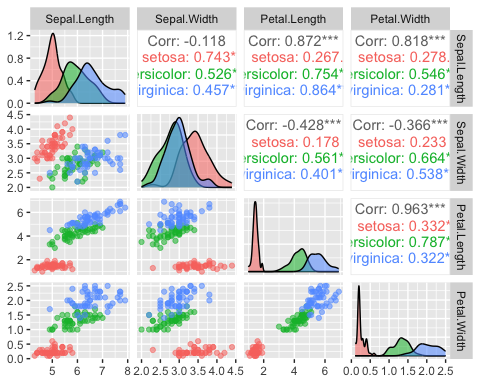 Sepal.Length Sepal.Width Petal.Length Petal.Width
1.2
0.8
0.4
0.0
Corr: -0.118
setosa: 0.743*
ersicolor: 0.526*
irginica: 0.457*
Corr: 0.872***
setosa: 0.267.
ersicolor: 0.754*
irginica: 0.864*
Corr: 0.818***
setosa: 0.278.
ersicolor: 0.546*
irginica: 0.281*
Sepal.Length
4.5
4.0
3.5
3.0
2.5
2.0
Corr: -0.428***
setosa: 0.178
ersicolor: 0.561*
irginica: 0.401*
Corr: -0.366***
setosa: 0.233
ersicolor: 0.664*
irginica: 0.538*
Sepal.Width
6
4
2
Corr: 0.963***
setosa: 0.332*
ersicolor: 0.787*
irginica: 0.322*
Petal.Length
2.5
2.0
1.5
1.0
0.5
0.0
Petal.Width
5 6 7 8 2.0 2.5 3.0 3.5 4.0 4.5 2 4 6 0.0 0.5 1.0 1.5 2.0 2.5